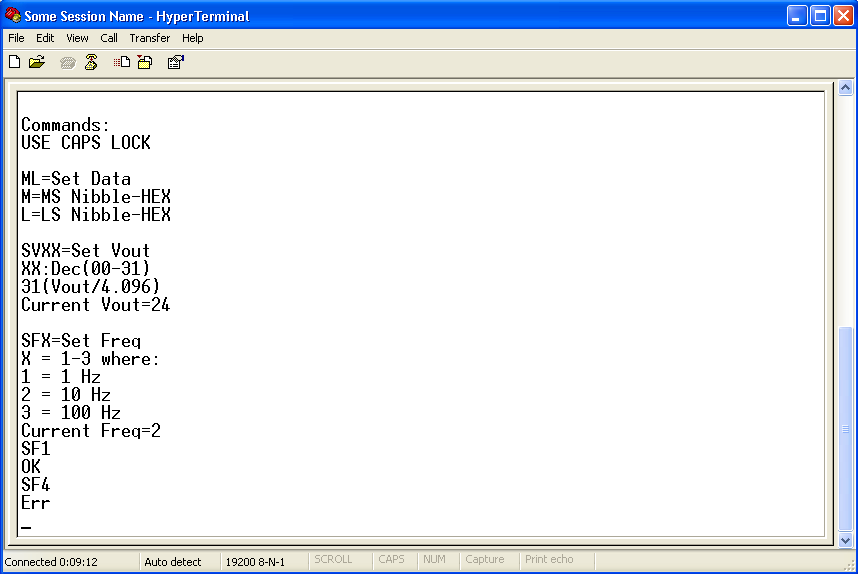 Some Session Name - HyperTerminal
File Edit View Call Transfer Help
Commands:
USE CAPS LOCK
ML=Set Data
M=MS Nibble-HEX
L=LS Nibble-HEX
SVXX=Set Vout
XX:Dec(00-31)
31(Vout/4.096)
Current Vout=24
SFX=Set Freq
X = 1-3 where:
1 = 1 Hz
2 = 10 Hz
3 = 100 Hz
Current Freq=2
SF1
OK
SF4
Err
_
Connected 0:09:12 Auto detect 19200 8-N-1 SCROLL CAPS NUM Capture Print echo